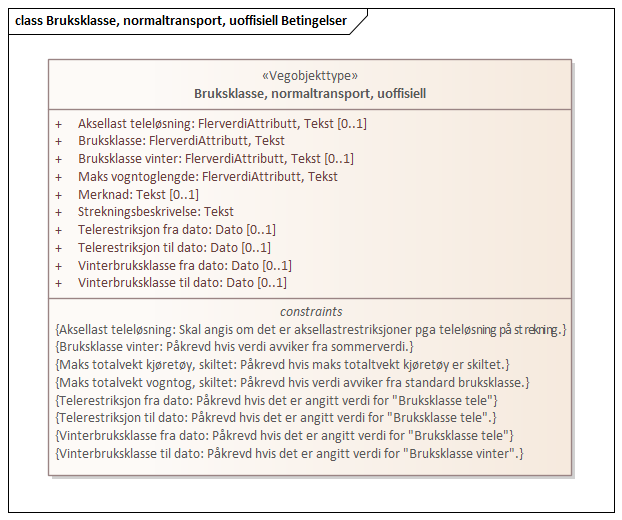 class Bruksklasse, normaltransport, uoffisiell Betingelser
«Vegobjekttype»
Bruksklasse, normaltransport, uoffisiell
+ Aksellast teleløsning: FlerverdiAttributt, Tekst [0..1]
+ Bruksklasse: FlerverdiAttributt, Tekst
+ Bruksklasse vinter: FlerverdiAttributt, Tekst [0..1]
+ Maks vogntoglengde: FlerverdiAttributt, Tekst
+ Merknad: Tekst [0..1]
+ Strekningsbeskrivelse: Tekst
+ Telerestriksjon fra dato: Dato [0..1]
+ Telerestriksjon til dato: Dato [0..1]
+ Vinterbruksklasse fra dato: Dato [0..1]
+ Vinterbruksklasse til dato: Dato [0..1]
constraints
{Aksellast teleløsning: Skal angis om det er aksellastrestriksjoner pga teleløsning på strekning.}
{Bruksklasse vinter: Påkrevd hvis verdi avviker fra sommerverdi.}
{Maks totalvekt kjøretøy, skiltet: Påkrevd hvis maks totaltvekt kjøretøy er skiltet.}
{Maks totalvekt vogntog, skiltet: Påkrevd hvis verdi avviker fra standard bruksklasse.}
{Telerestriksjon fra dato: Påkrevd hvis det er angitt verdi for "Bruksklasse tele"}
{Telerestriksjon til dato: Påkrevd hvis det er angitt verdi for "Bruksklasse tele".}
{Vinterbruksklasse fra dato: Påkrevd hvis det er angitt verdi for "Bruksklasse tele"}
{Vinterbruksklasse til dato: Påkrevd hvis det er angitt verdi for "Bruksklasse vinter".}